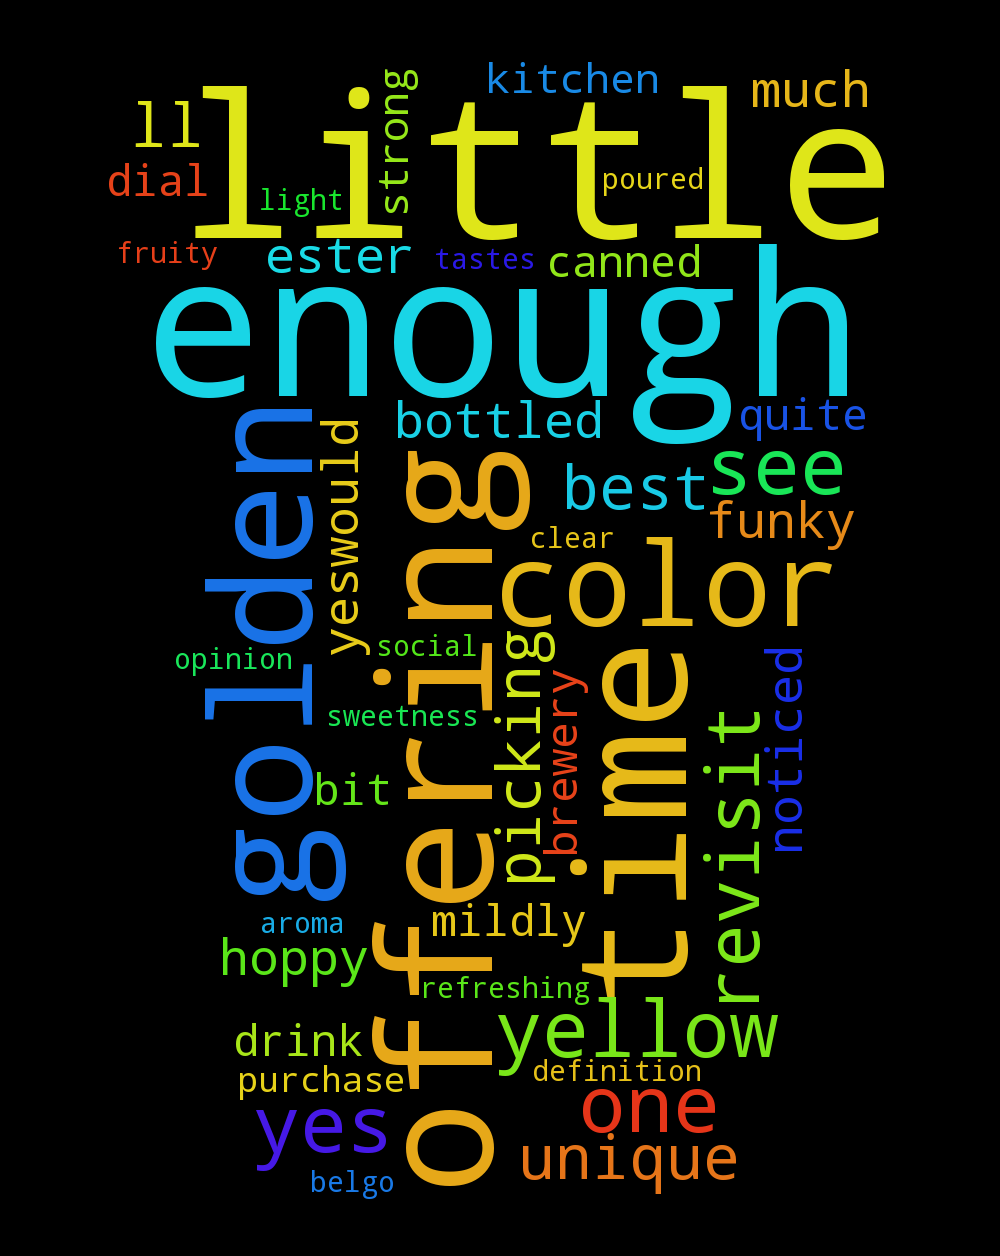 kitchen
much
strong
ll
little
dial
poured
light
fruity
ester
tastes
canned
enough
bottled
quite
golden
yeswould
offering
see
best
funky
clear
color
opinion
social
picking
time
noticed
brewery
sweetness
revisit
bit
mildly
aroma
hoppy
refreshing
yellow
drink
definition
purchase
one
yes
unique
belgo